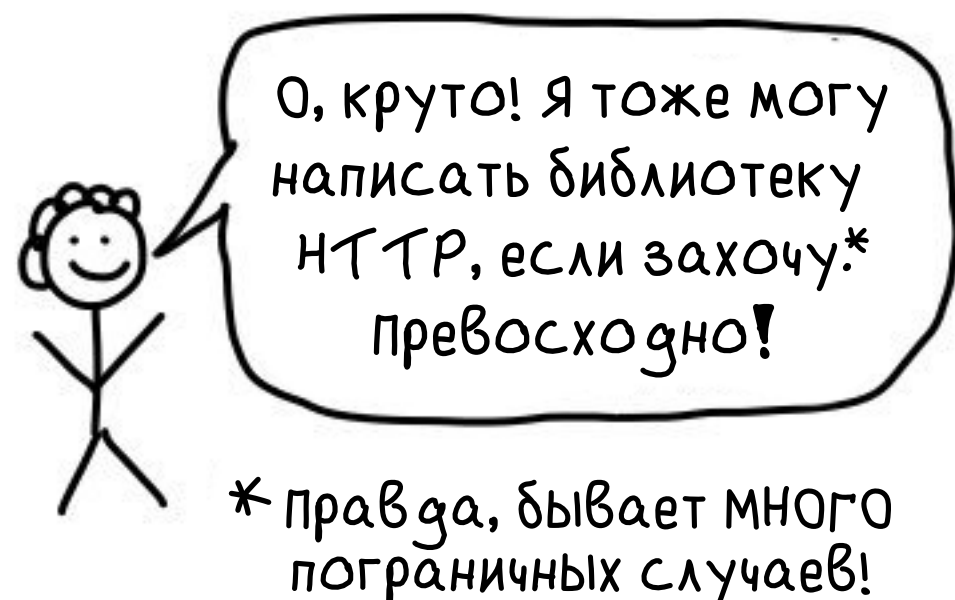 О, круто! Я тоже могу
написать библиотеку
HTTP, если захочу.*
Превосходно!
* Правда, бывает МНОГО
пограничных случаев!